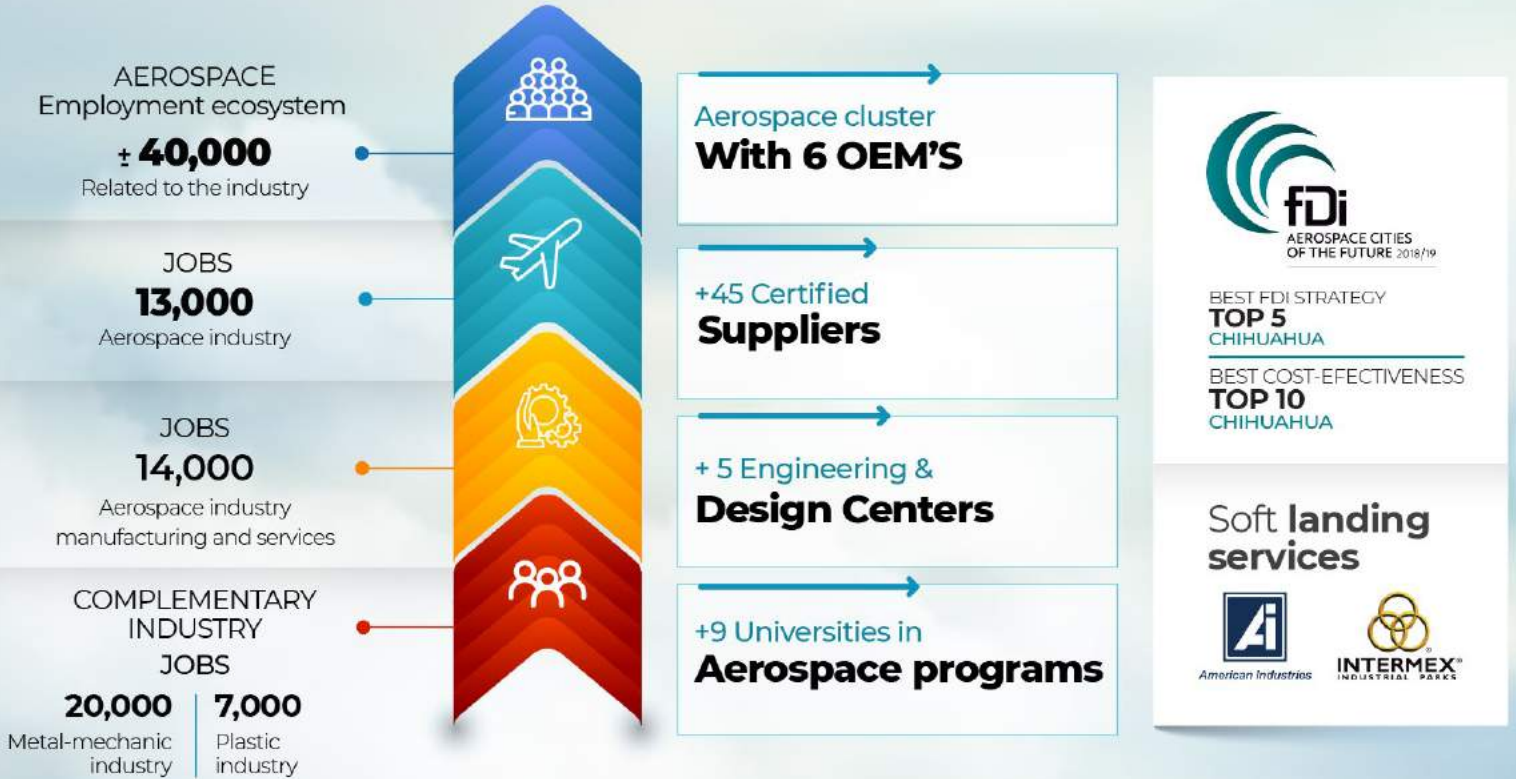 AEROSPACE
Employment ecosystem
± 40,000
Related to the industry
JOBS
13,000
Aerospace industry
JOBS
14,000
Aerospace industry
manufacturing and services
COMPLEMENTARY
INDUSTRY
JOBS
20,000
Metal-mechanic
industry
7,000
Plastic
industry
Aerospace cluster
With 6 OEM'S
+45 Certified
Suppliers
+ 5 Engineering &
Design Centers
+9 Universities in
Aerospace programs
fDi
AEROSPACE CITIES
OF THE FUTURE 2018/19
BEST FDI STRATEGY
TOP 5
CHIHUAHUA
BEST COST-EFECTIVENESS
TOP 10
CHIHUAHUA
Soft landing
services
Ai
American Industries
INTERMEX®
INDUSTRIAL PARKS